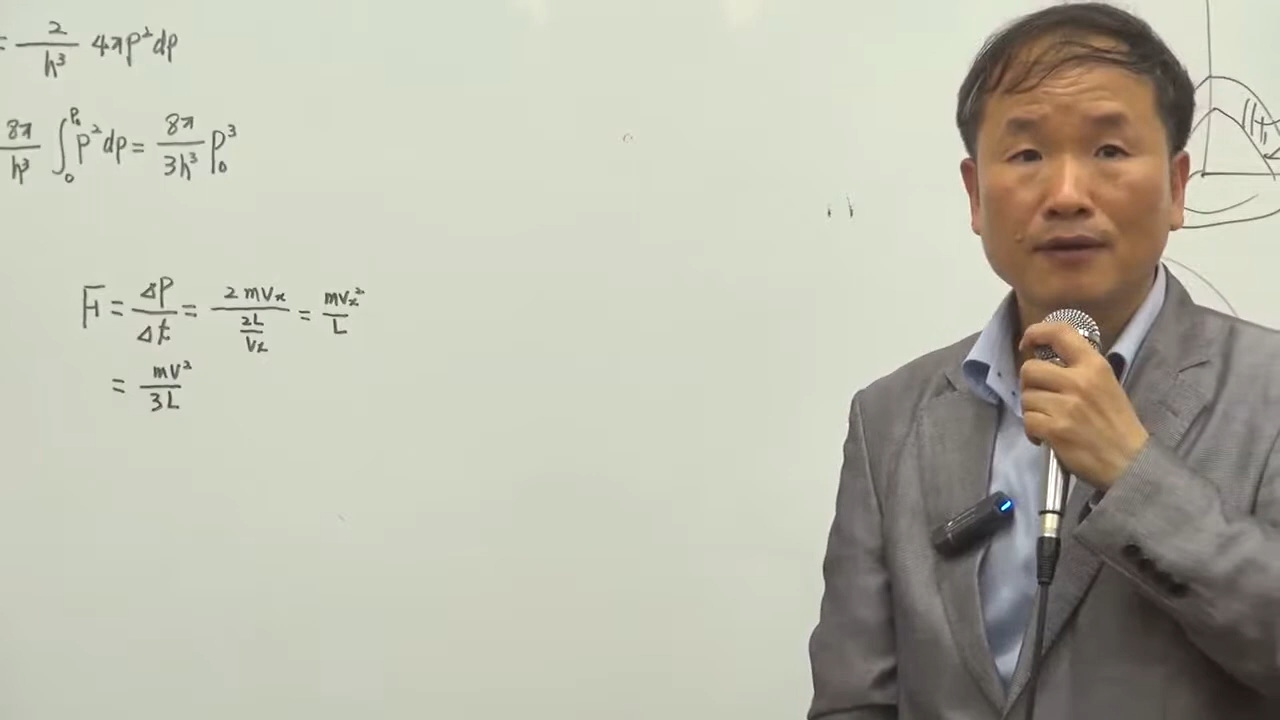 = 2/h³ 4πp²dp
8π/h³ ∫₀^P₀ p²dp = 8π/3h³ P₀³
F = ΔP/Δt = 2mVx/(2L/Vx) = mVx²/L
= mV²/3L